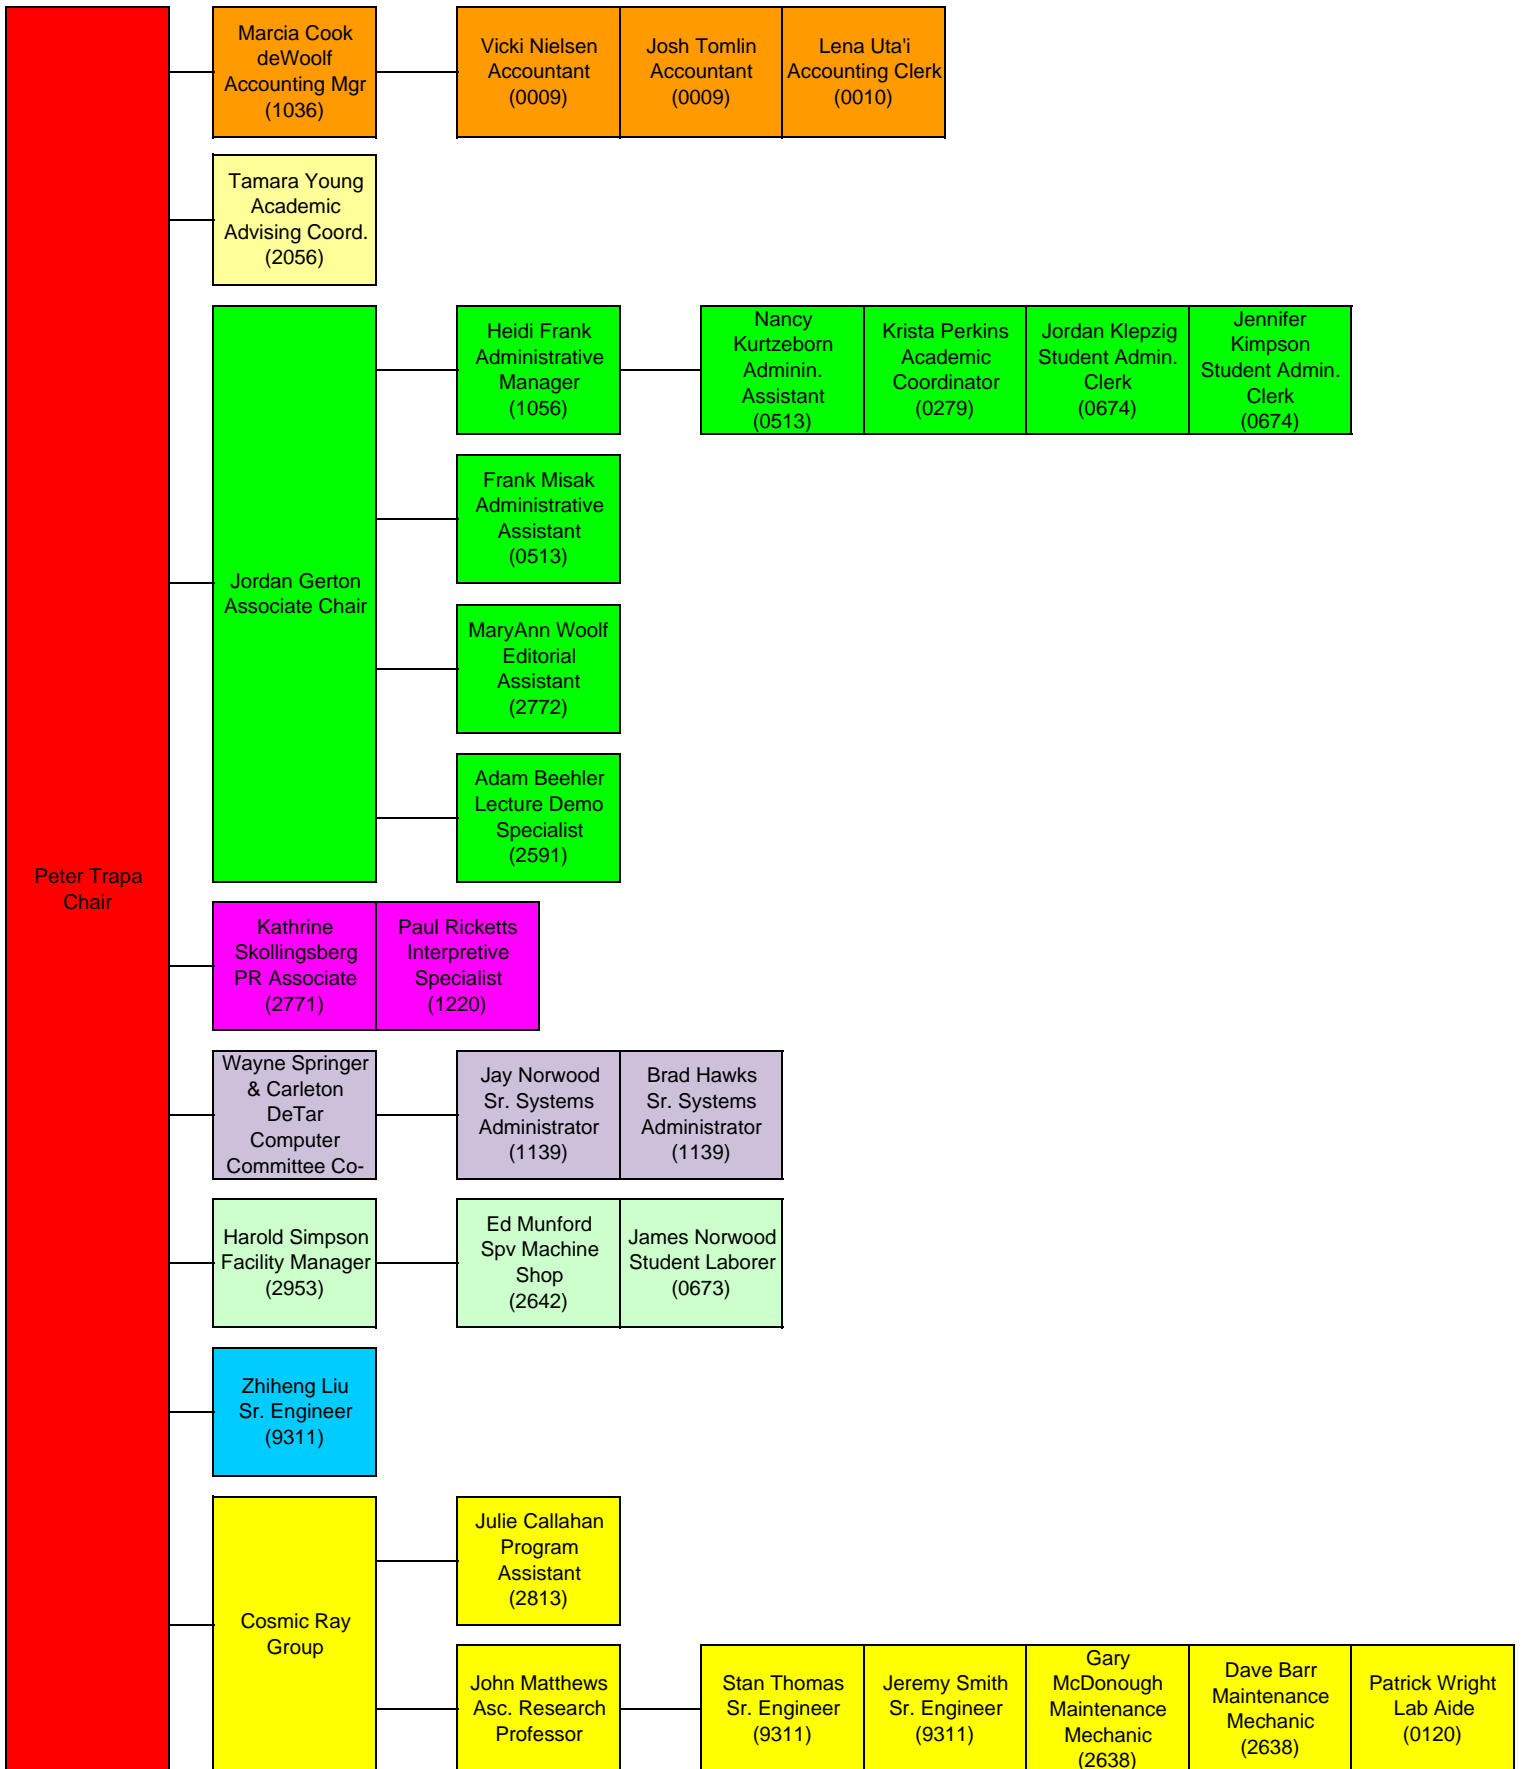 Peter Trapa
Chair
Marcia Cook
deWoolf
Accounting Mgr
(1036)
Vicki Nielsen
Accountant
(0009)
Josh Tomlin
Accountant
(0009)
Lena Uta'i
Accounting Clerk
(0010)
Tamara Young
Academic
Advising Coord.
(2056)
Jordan Gerton
Associate Chair
Heidi Frank
Administrative
Manager
(1056)
Nancy
Kurtzeborn
Adminin.
Assistant
(0513)
Krista Perkins
Academic
Coordinator
(0279)
Jordan Klepzig
Student Admin.
Clerk
(0674)
Jennifer
Kimpson
Student Admin.
Clerk
(0674)
Frank Misak
Administrative
Assistant
(0513)
MaryAnn Woolf
Editorial
Assistant
(2772)
Adam Beehler
Lecture Demo
Specialist
(2591)
Kathrine
Skollingsberg
PR Associate
(2771)
Paul Ricketts
Interpretive
Specialist
(1220)
Wayne Springer
& Carleton
DeTar
Computer
Committee Co-
Jay Norwood
Sr. Systems
Administrator
(1139)
Brad Hawks
Sr. Systems
Administrator
(1139)
Harold Simpson
Facility Manager
(2953)
Ed Munford
Spv Machine
Shop
(2642)
James Norwood
Student Laborer
(0673)
Zhiheng Liu
Sr. Engineer
(9311)
Cosmic Ray
Group
Julie Callahan
Program
Assistant
(2813)
John Matthews
Asc. Research
Professor
Stan Thomas
Sr. Engineer
(9311)
Jeremy Smith
Sr. Engineer
(9311)
Gary
McDonough
Maintenance
Mechanic
(2638)
Dave Barr
Maintenance
Mechanic
(2638)
Patrick Wright
Lab Aide
(0120)